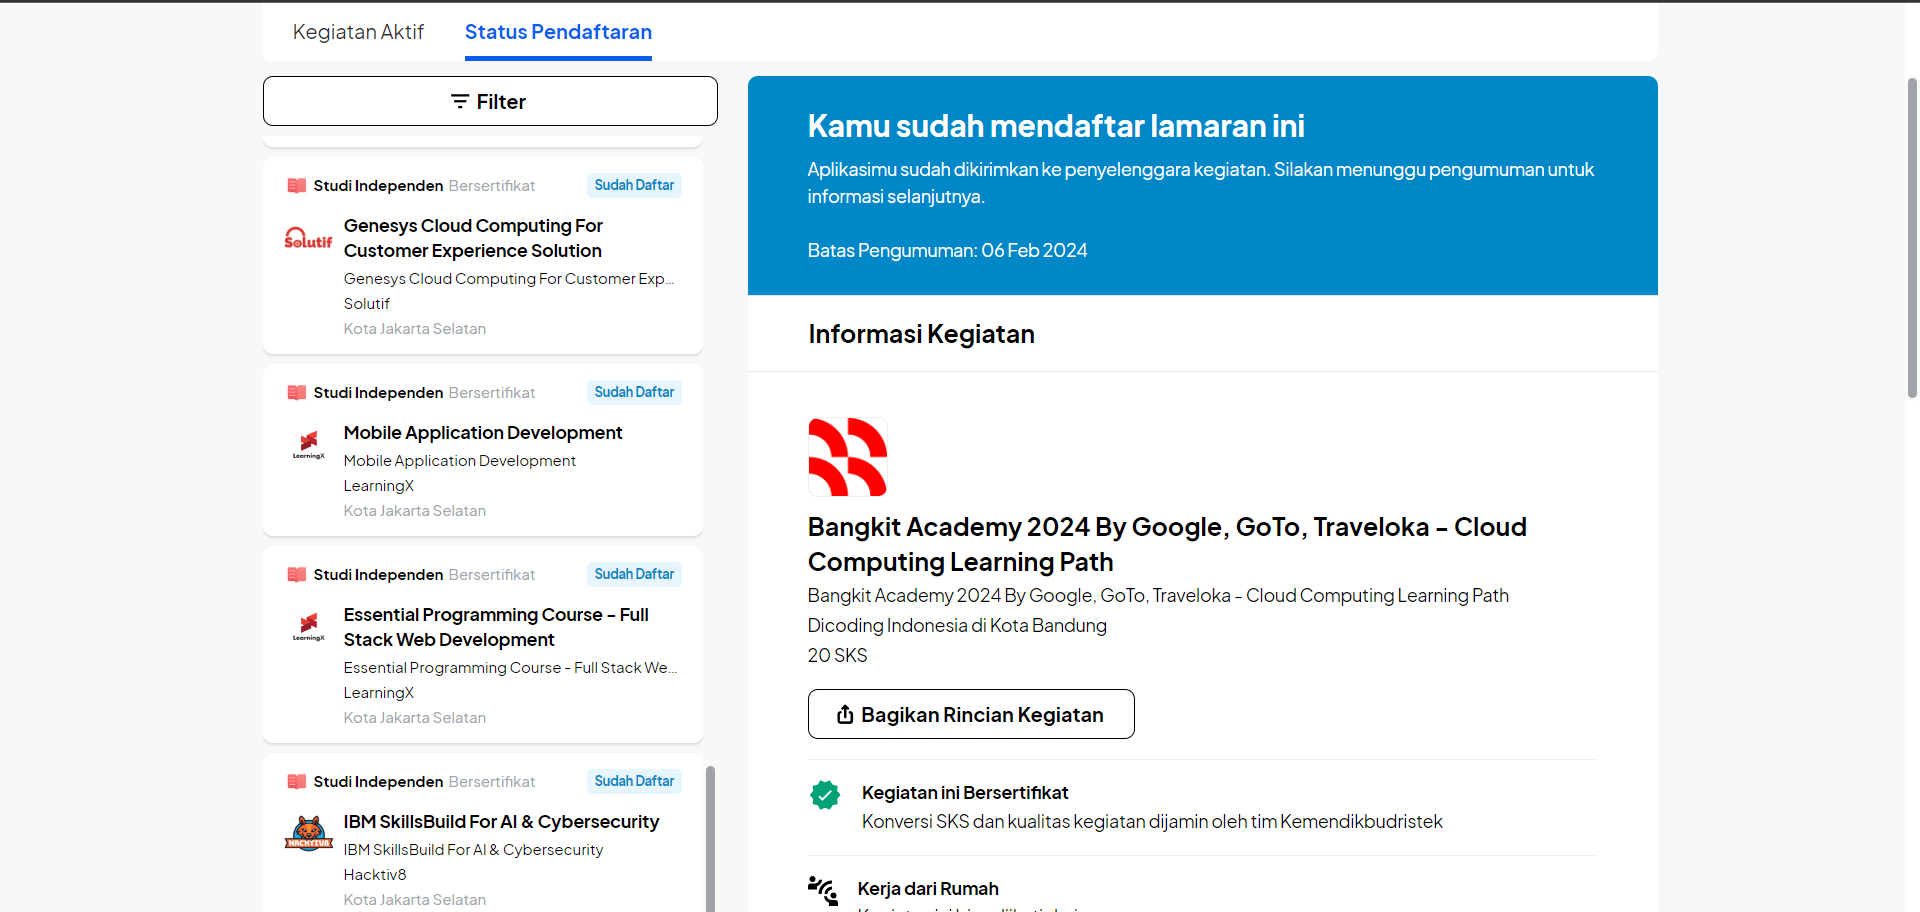 Kegiatan Aktif
Status Pendaftaran
Filter
Studi Independen Bersertifikat
Sudah Daftar
Solutif
Genesys Cloud Computing For
Customer Experience Solution
Genesys Cloud Computing For Customer Exp...
Solutif
Kota Jakarta Selatan
Studi Independen Bersertifikat
Sudah Daftar
LearningX
Mobile Application Development
Mobile Application Development
LearningX
Kota Jakarta Selatan
Studi Independen Bersertifikat
Sudah Daftar
LearningX
Essential Programming Course - Full
Stack Web Development
Essential Programming Course - Full Stack We...
LearningX
Kota Jakarta Selatan
Studi Independen Bersertifikat
Sudah Daftar
HACKTIV8
IBM SkillsBuild For AI & Cybersecurity
IBM SkillsBuild For AI & Cybersecurity
Hacktiv8
Kota Jakarta Selatan
Kamu sudah mendaftar lamaran ini
Aplikasimu sudah dikirimkan ke penyelenggara kegiatan. Silakan menunggu pengumuman untuk
informasi selanjutnya.
Batas Pengumuman: 06 Feb 2024
Informasi Kegiatan
Bangkit Academy 2024 By Google, GoTo, Traveloka - Cloud
Computing Learning Path
Bangkit Academy 2024 By Google, GoTo, Traveloka - Cloud Computing Learning Path
Dicoding Indonesia di Kota Bandung
20 SKS
Bagikan Rincian Kegiatan
Kegiatan ini Bersertifikat
Konversi SKS dan kualitas kegiatan dijamin oleh tim Kemendikbudristek
Kerja dari Rumah